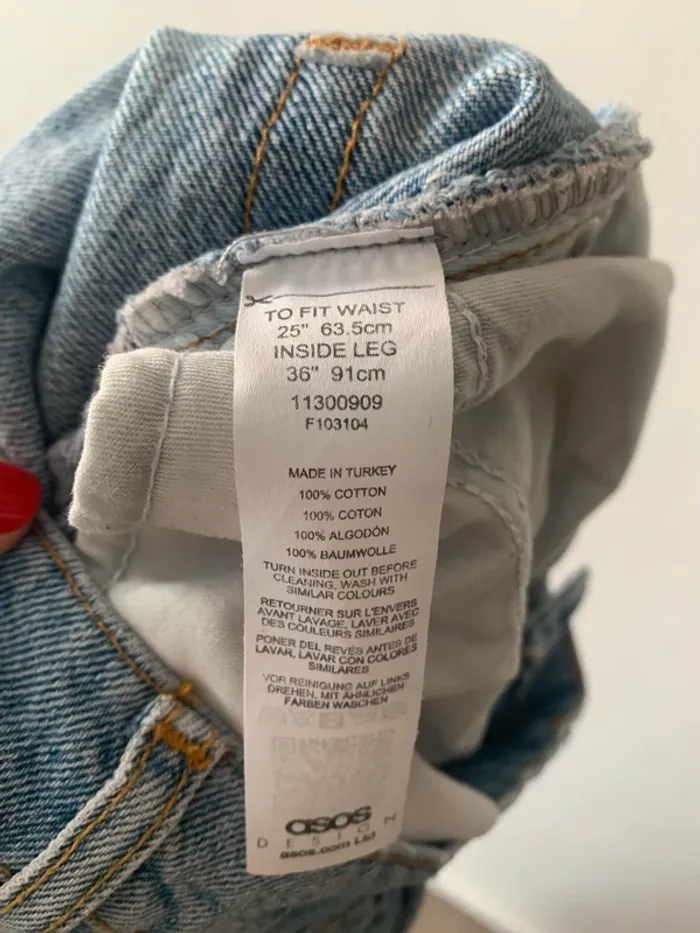 TO FIT WAIST
25" 63.5cm
INSIDE LEG
36" 91cm
11300909
F103104
MADE IN TURKEY
100% COTTON
100% COTON
100% ALGODÓN
100% BAUMWOLLE
TURN INSIDE OUT BEFORE
CLEANING, WASH WITH
SIMILAR COLOURS
RETOURNER SUR L'ENVERS
AVANT LAVAGE, LAVER AVEC
DES COULEURS SIMILAIRES
PONER DEL REVÉS ANTES DE
LAVAR, LAVAR CON COLORES
SIMILARES
VOR REINIGUNG AUF LINKS
DREHEN, MIT ÄHNLICHEN
FARBEN WASCHEN
asos
DESIGN
asos.com Ltd